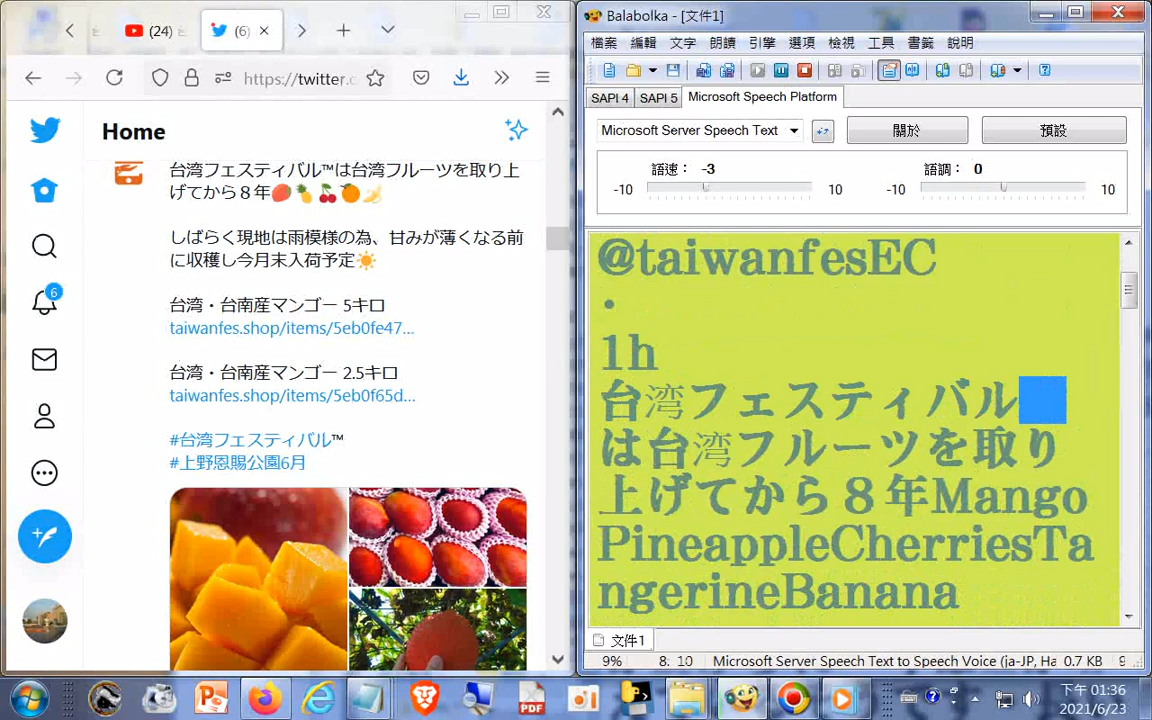 (24)
(6)
https://twitter.c
Home
台湾フェスティバル™は台湾フルーツを取り上
げてから８年🥭🍍🍒🍊🍌
しばらく現地は雨模様の為、甘みが薄くなる前
に収穫し今月末入荷予定☀
台湾・台南産マンゴー 5キロ
taiwanfes.shop/items/5eb0fe47...
台湾・台南産マンゴー 2.5キロ
taiwanfes.shop/items/5eb0f65d...
#台湾フェスティバル™
#上野恩賜公園6月
6
Balabolka - [文件1]
檔案 編輯 文字 朗讀 引擎 選項 檢視 工具 書籤 說明
SAPI 4 SAPI 5 Microsoft Speech Platform
Microsoft Server Speech Text 關於 預設
語速： -3 語調： 0
-10 10 -10 10
@taiwanfesEC
·
1h
台湾フェスティバル
は台湾フルーツを取り
上げてから８年Mango
PineappleCherriesTa
ngerineBanana
文件1
9% 8: 10 Microsoft Server Speech Text to Speech Voice (ja-JP, Ha 0.7 KB 9
PDF
下午 01:36
2021/6/23